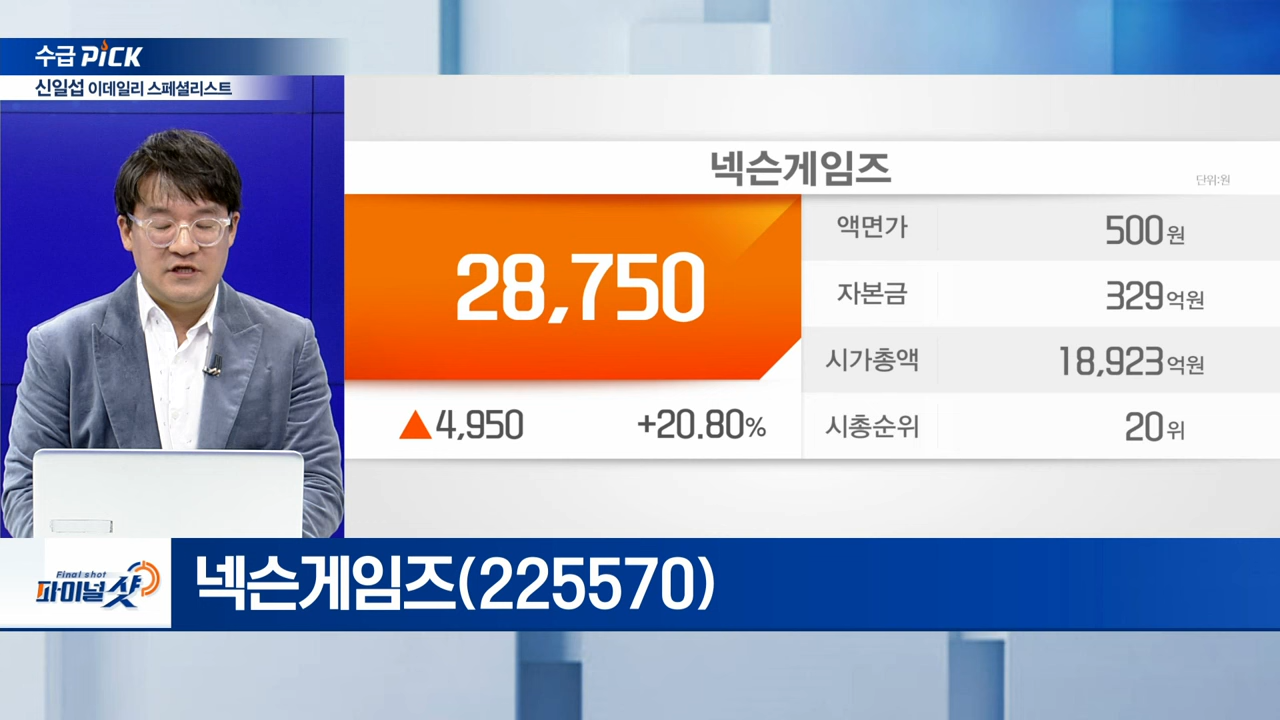 수급 PiCK
신일섭 이데일리 스페셜리스트
넥슨게임즈
단위:원
28,750
▲4,950 +20.80%
액면가 500원
자본금 329억원
시가총액 18,923억원
시총순위 20위
Final shot
파이널샷
넥슨게임즈(225570)